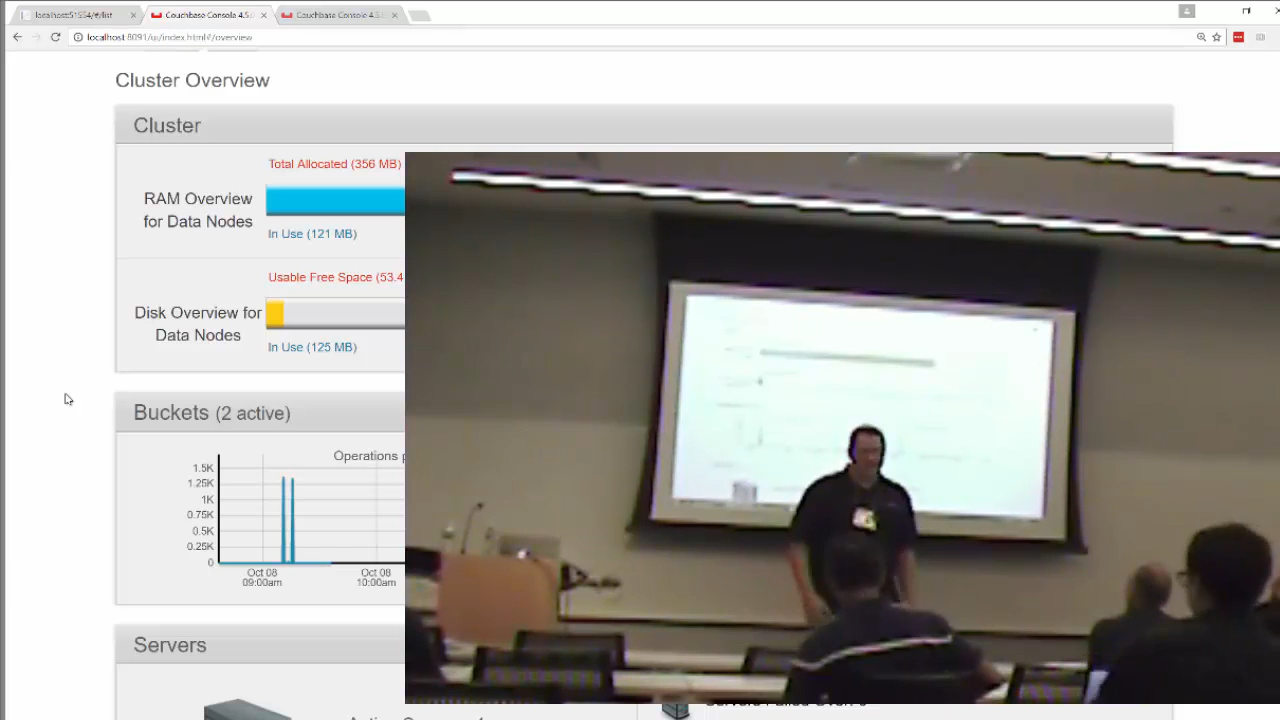 localhost:51554/#/list
Couchbase Console 4.5.
Couchbase Console 4.5.
localhost:8091/ui/index.html#/overview
Cluster Overview
Cluster
Total Allocated (356 MB)
RAM Overview
for Data Nodes
In Use (121 MB)
Usable Free Space (53.4
Disk Overview for
Data Nodes
In Use (125 MB)
Buckets (2 active)
Operations p
1.5K
1.25K
1K
0.75K
0.5K
0.25K
0
Oct 08
09:00am
Oct 08
10:00am
Servers